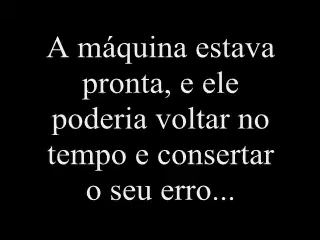 A máquina estava
pronta, e ele
poderia voltar no
tempo e consertar
o seu erro...